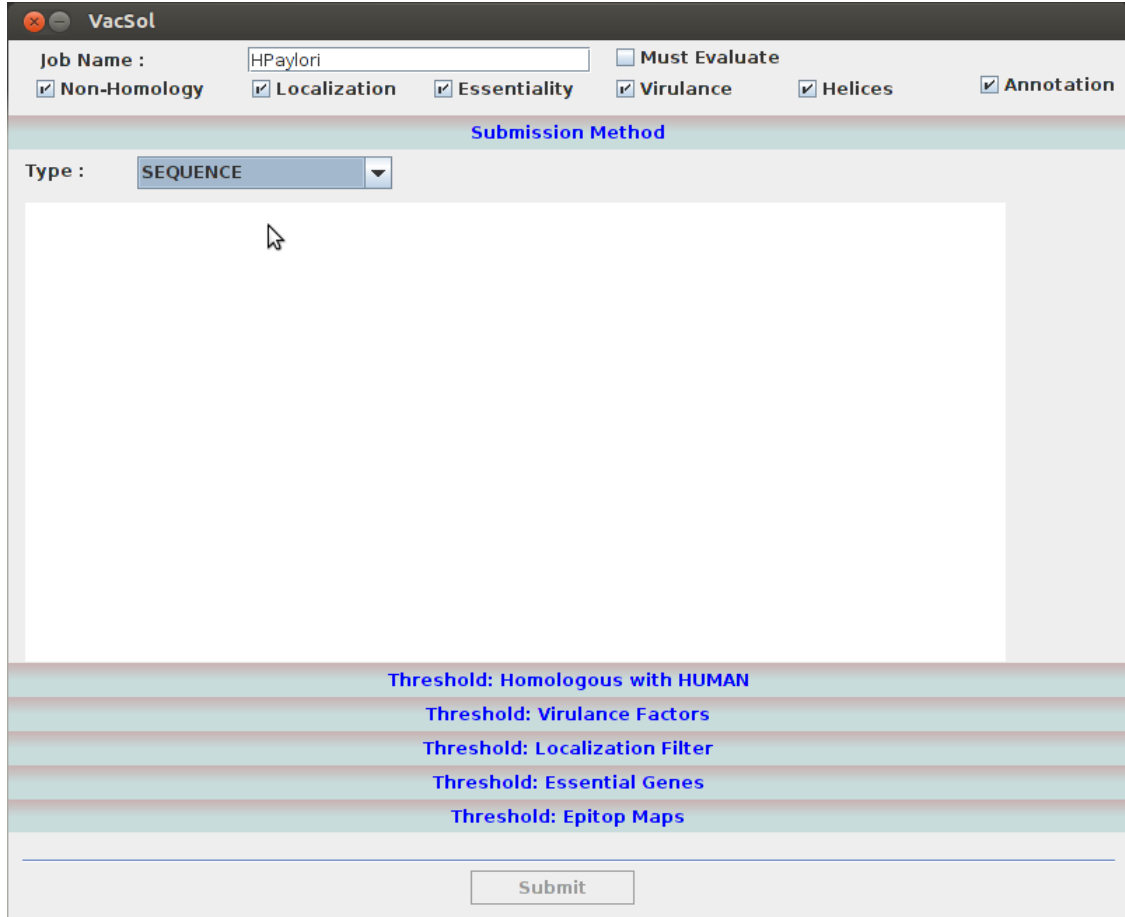 VacSol
Job Name : HPaylori Must Evaluate
Non-Homology Localization Essentiality Virulance Helices Annotation
Submission Method
Type : SEQUENCE
Threshold: Homologous with HUMAN
Threshold: Virulance Factors
Threshold: Localization Filter
Threshold: Essential Genes
Threshold: Epitop Maps
Submit